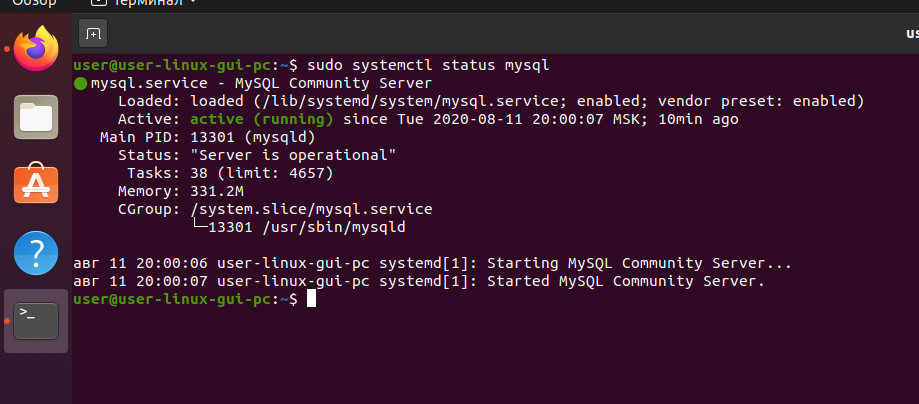 Обзор Терминал
us
user@user-linux-gui-pc:~$ sudo systemctl status mysql
mysql.service - MySQL Community Server
Loaded: loaded (/lib/systemd/system/mysql.service; enabled; vendor preset: enabled)
Active: active (running) since Tue 2020-08-11 20:00:07 MSK; 10min ago
Main PID: 13301 (mysqld)
Status: "Server is operational"
Tasks: 38 (limit: 4657)
Memory: 331.2M
CGroup: /system.slice/mysql.service
└─13301 /usr/sbin/mysqld
авг 11 20:00:06 user-linux-gui-pc systemd[1]: Starting MySQL Community Server...
авг 11 20:00:07 user-linux-gui-pc systemd[1]: Started MySQL Community Server.
user@user-linux-gui-pc:~$